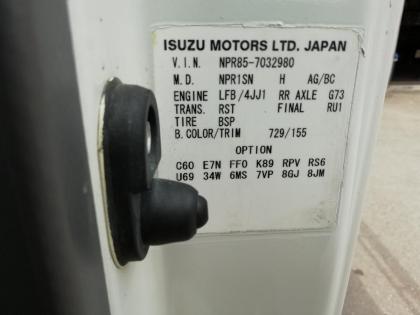 ISUZU MOTORS LTD. JAPAN
V.I.N. NPR85-7032980
M.D. NPR1SN H AG/BC
ENGINE LFB/4JJ1 RR AXLE G73
TRANS. RST FINAL RU1
TIRE BSP
B.COLOR/TRIM 729/155
OPTION
C60 E7N FF0 K89 RPV RS6
U69 34W 6MS 7VP 8GJ 8JM